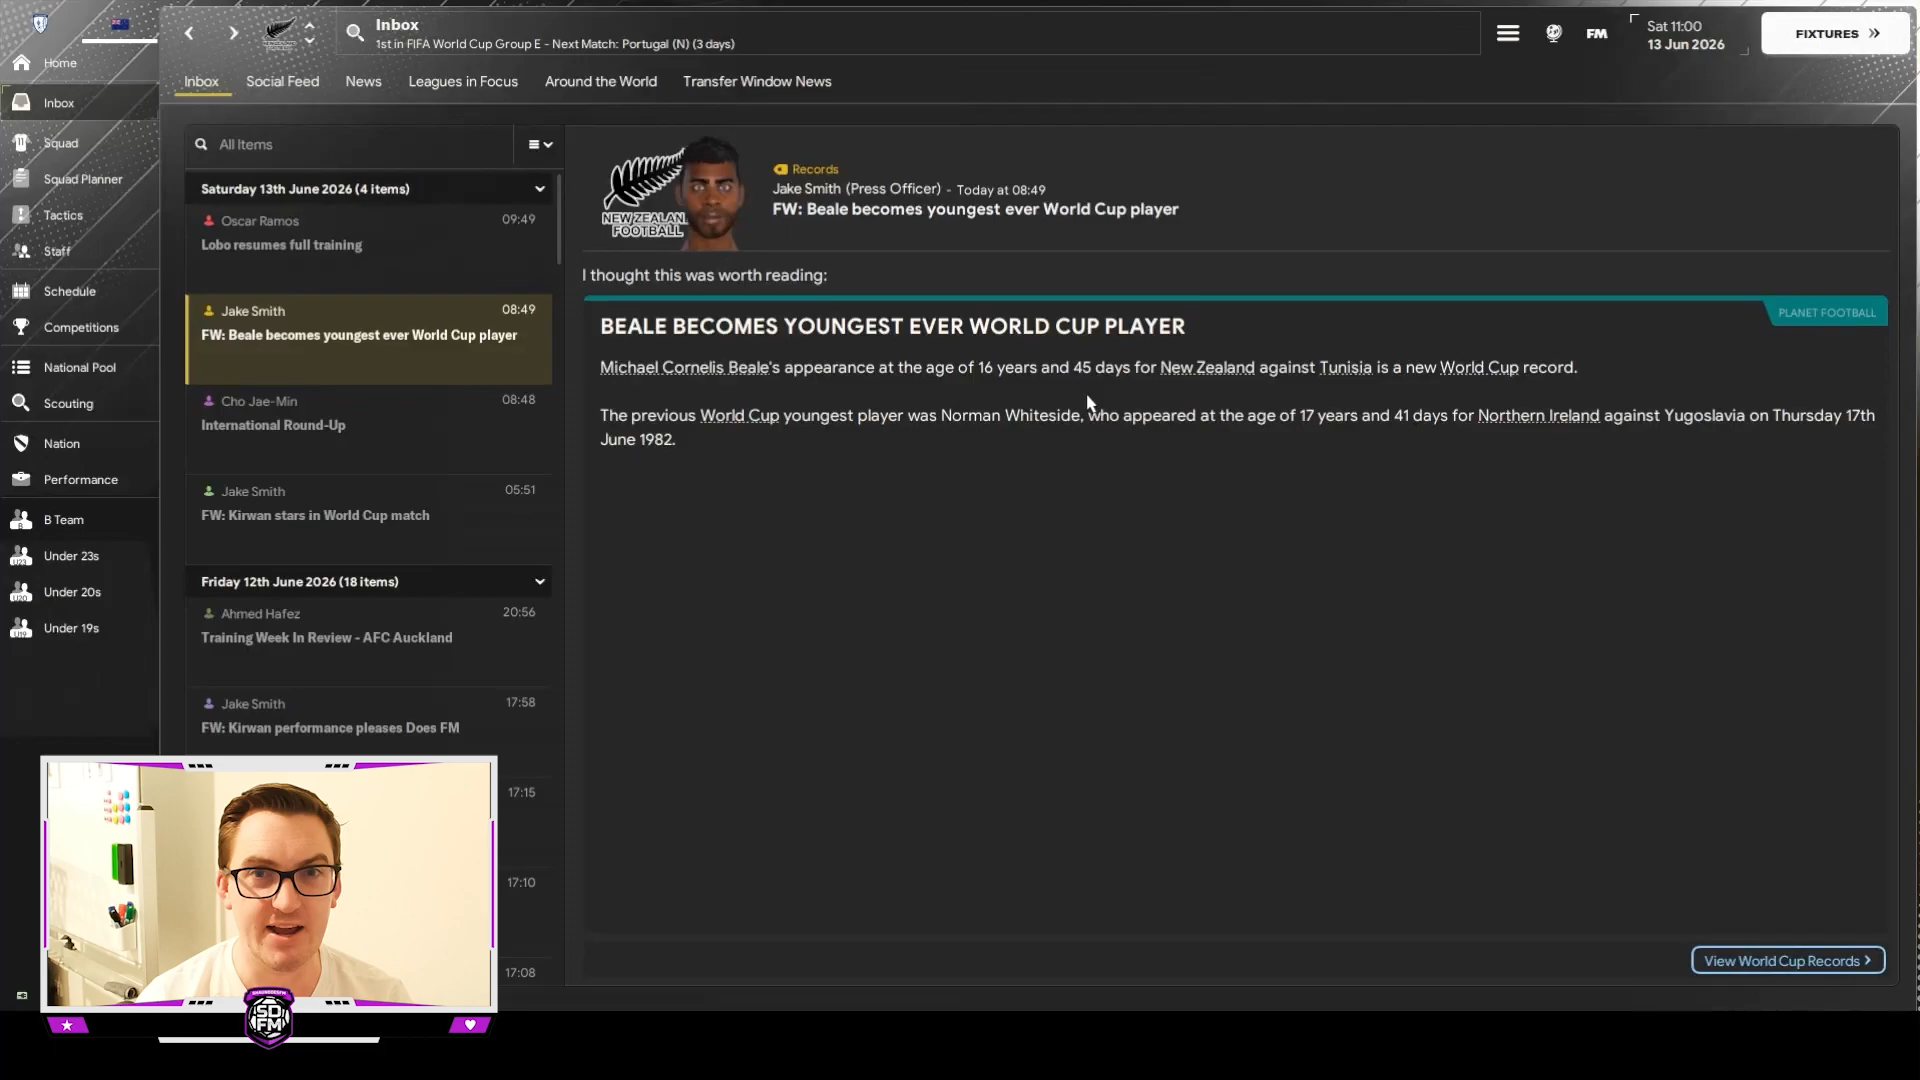 Inbox
1st in FIFA World Cup Group E - Next Match: Portugal (N) (3 days)
FM
Sat 11:00
13 Jun 2026
FIXTURES
Home
Inbox
Squad
Squad Planner
Tactics
Staff
Schedule
Competitions
National Pool
Scouting
Nation
Performance
B Team
Under 23s
Under 20s
Under 19s
Inbox
Social Feed
News
Leagues in Focus
Around the World
Transfer Window News
All Items
Saturday 13th June 2026 (4 items)
Oscar Ramos 09:49
Lobo resumes full training
Jake Smith 08:49
FW: Beale becomes youngest ever World Cup player
Cho Jae-Min 08:48
International Round-Up
Jake Smith 05:51
FW: Kirwan stars in World Cup match
Friday 12th June 2026 (18 items)
Ahmed Hafez 20:56
Training Week In Review - AFC Auckland
Jake Smith 17:58
FW: Kirwan performance pleases Does FM
17:15
17:10
17:08
NEW ZEALAN
FOOTBALL
Records
Jake Smith (Press Officer) - Today at 08:49
FW: Beale becomes youngest ever World Cup player
I thought this was worth reading:
PLANET FOOTBALL
BEALE BECOMES YOUNGEST EVER WORLD CUP PLAYER
Michael Cornelis Beale's appearance at the age of 16 years and 45 days for New Zealand against Tunisia is a new World Cup record.
The previous World Cup youngest player was Norman Whiteside, who appeared at the age of 17 years and 41 days for Northern Ireland against Yugoslavia on Thursday 17th
June 1982.
View World Cup Records
SD
FM